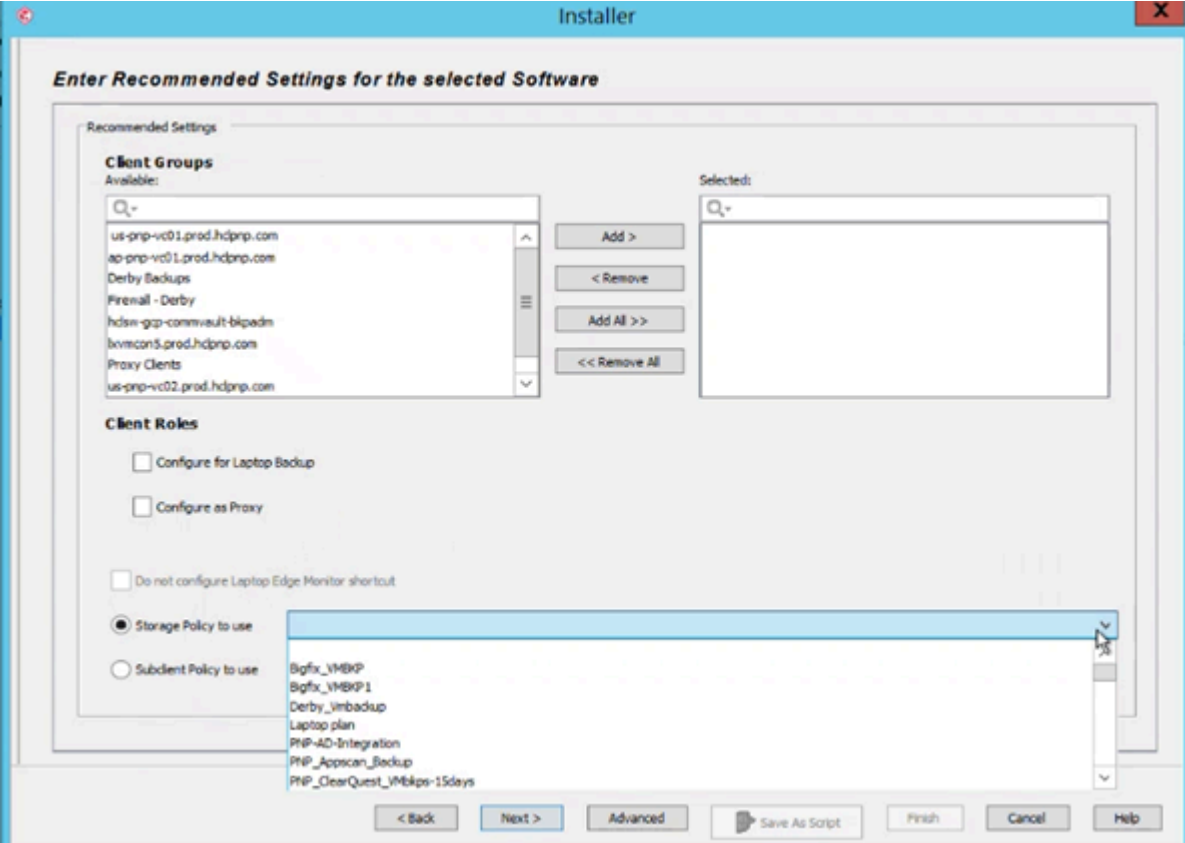 Installer
X
Enter Recommended Settings for the selected Software
Recommended Settings
Client Groups
Available:
Selected:
us-pnp-vc01.prod.hclpnp.com
Add >
ap-pnp-vc01.prod.hclpnp.com
Derby Backups
< Remove
Firewall - Derby
hclsw-gcp-commvault-bkpadm
Add All >>
lxvmcon5.prod.hclpnp.com
Proxy Clients
<< Remove All
us-pnp-vc02.prod.hclpnp.com
Client Roles
Configure for Laptop Backup
Configure as Proxy
Do not configure Laptop Edge Monitor shortcut
Storage Policy to use
Subclient Policy to use
Bigfix_VMBKP
Bigfix_VMBKP1
Derby_Vmbackup
Laptop plan
PNP-AD-Integration
PNP_Appscan_Backup
PNP_ClearQuest_VMbkps-15days
< Back
Next >
Advanced
Save As Script
Finish
Cancel
Help